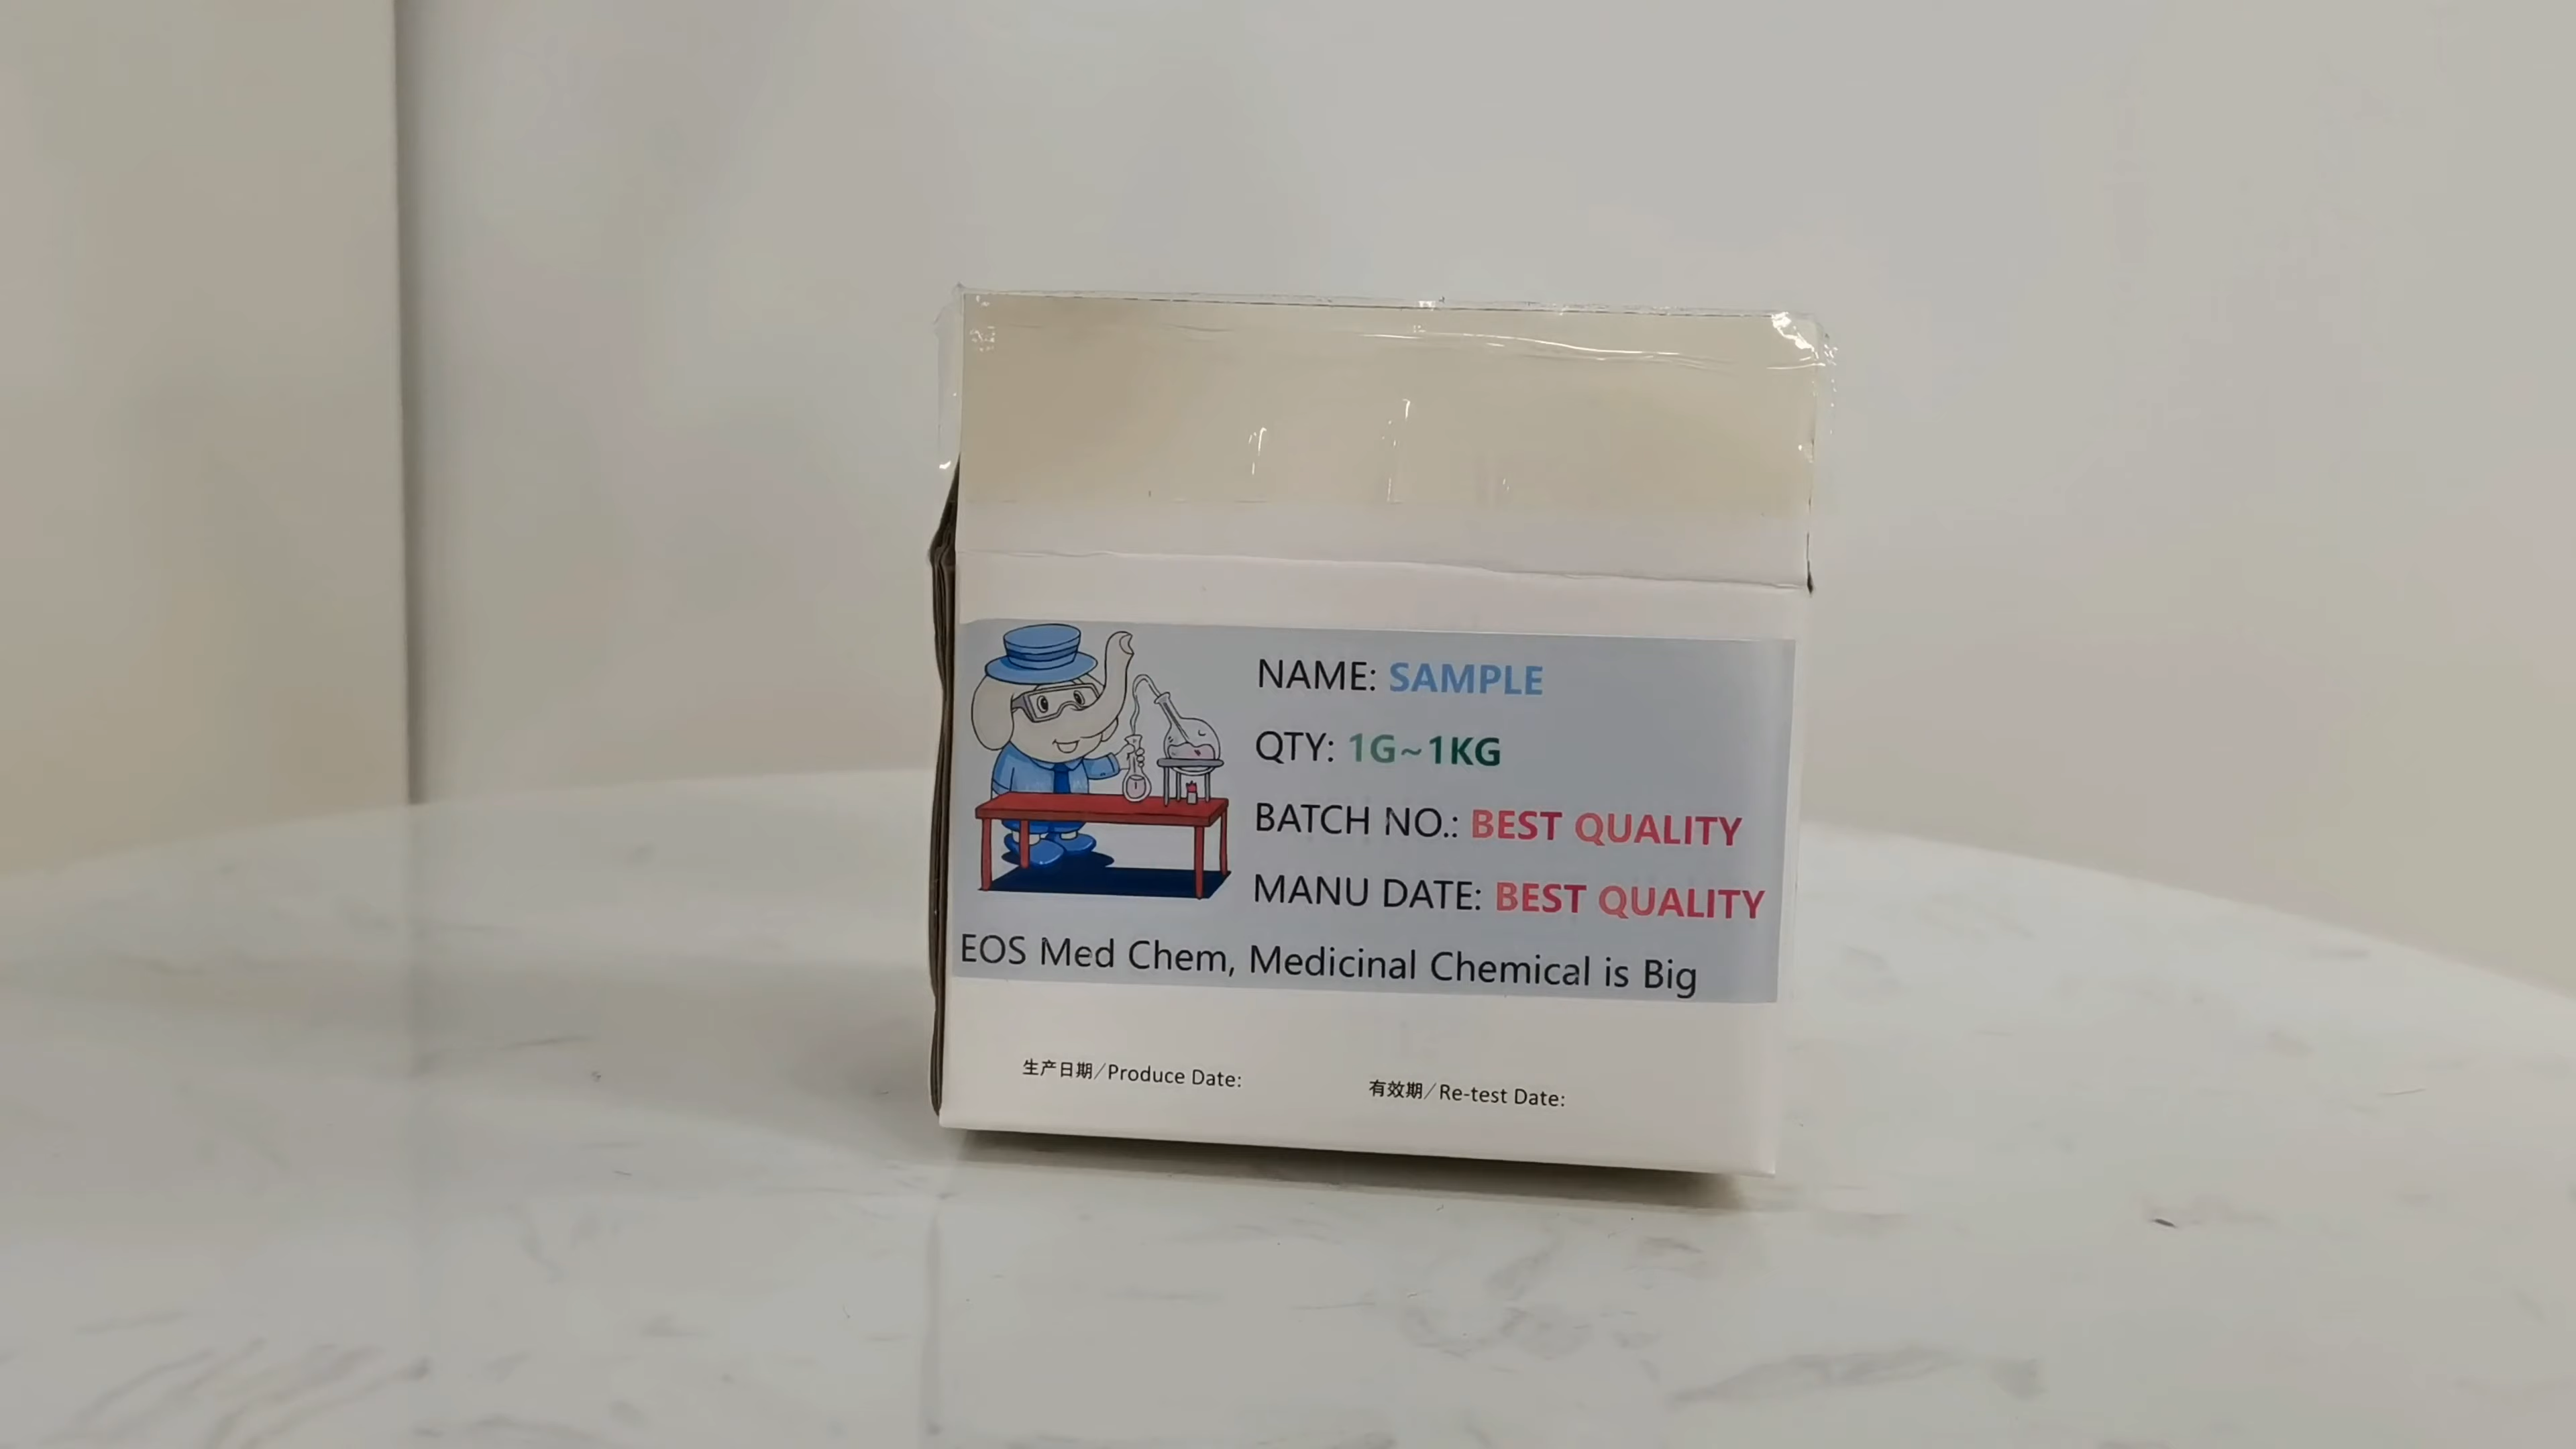 NAME: SAMPLE
QTY: 1G~1KG
BATCH NO.: BEST QUALITY
MANU DATE: BEST QUALITY
EOS Med Chem, Medicinal Chemical is Big
生产日期/Produce Date:
有效期/Re-test Date: